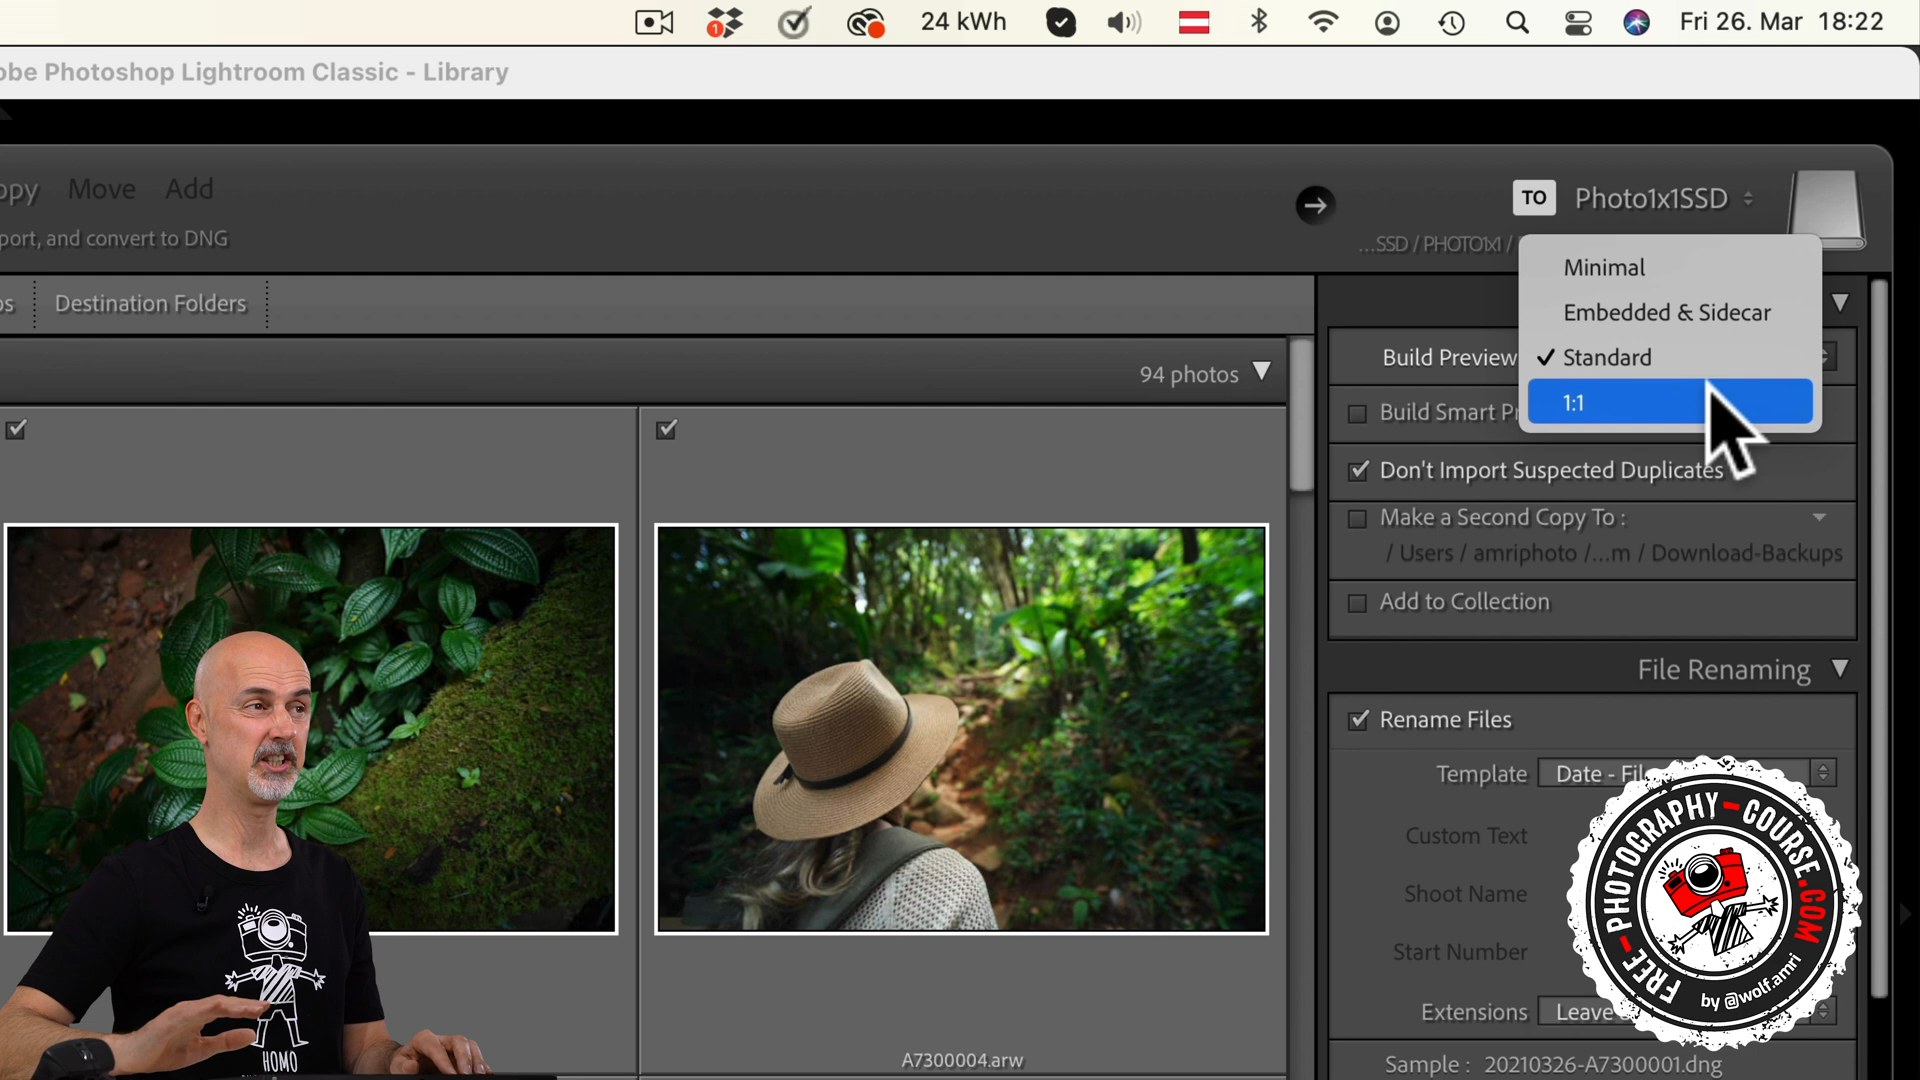 24 kWh
Fri 26. Mar 18:22
obe Photoshop Lightroom Classic - Library
opy Move Add
TO Photo1x1SSD
port, and convert to DNG
...SSD / PHOTO1x1 /
Minimal
Embedded & Sidecar
✓ Standard
1:1
os Destination Folders
94 photos
Build Preview
Build Smart Pr
Don't Import Suspected Duplicates
Make a Second Copy To :
/ Users / amriphoto /...m / Download-Backups
Add to Collection
File Renaming
Rename Files
Template Date - Fil
Custom Text
Shoot Name
Start Number
Extensions Leave
Sample : 20210326-A7300001.dng
A7300004.arw
HOMO
FREE-PHOTOGRAPHY-COURSE.COM
by @wolf.amri
1